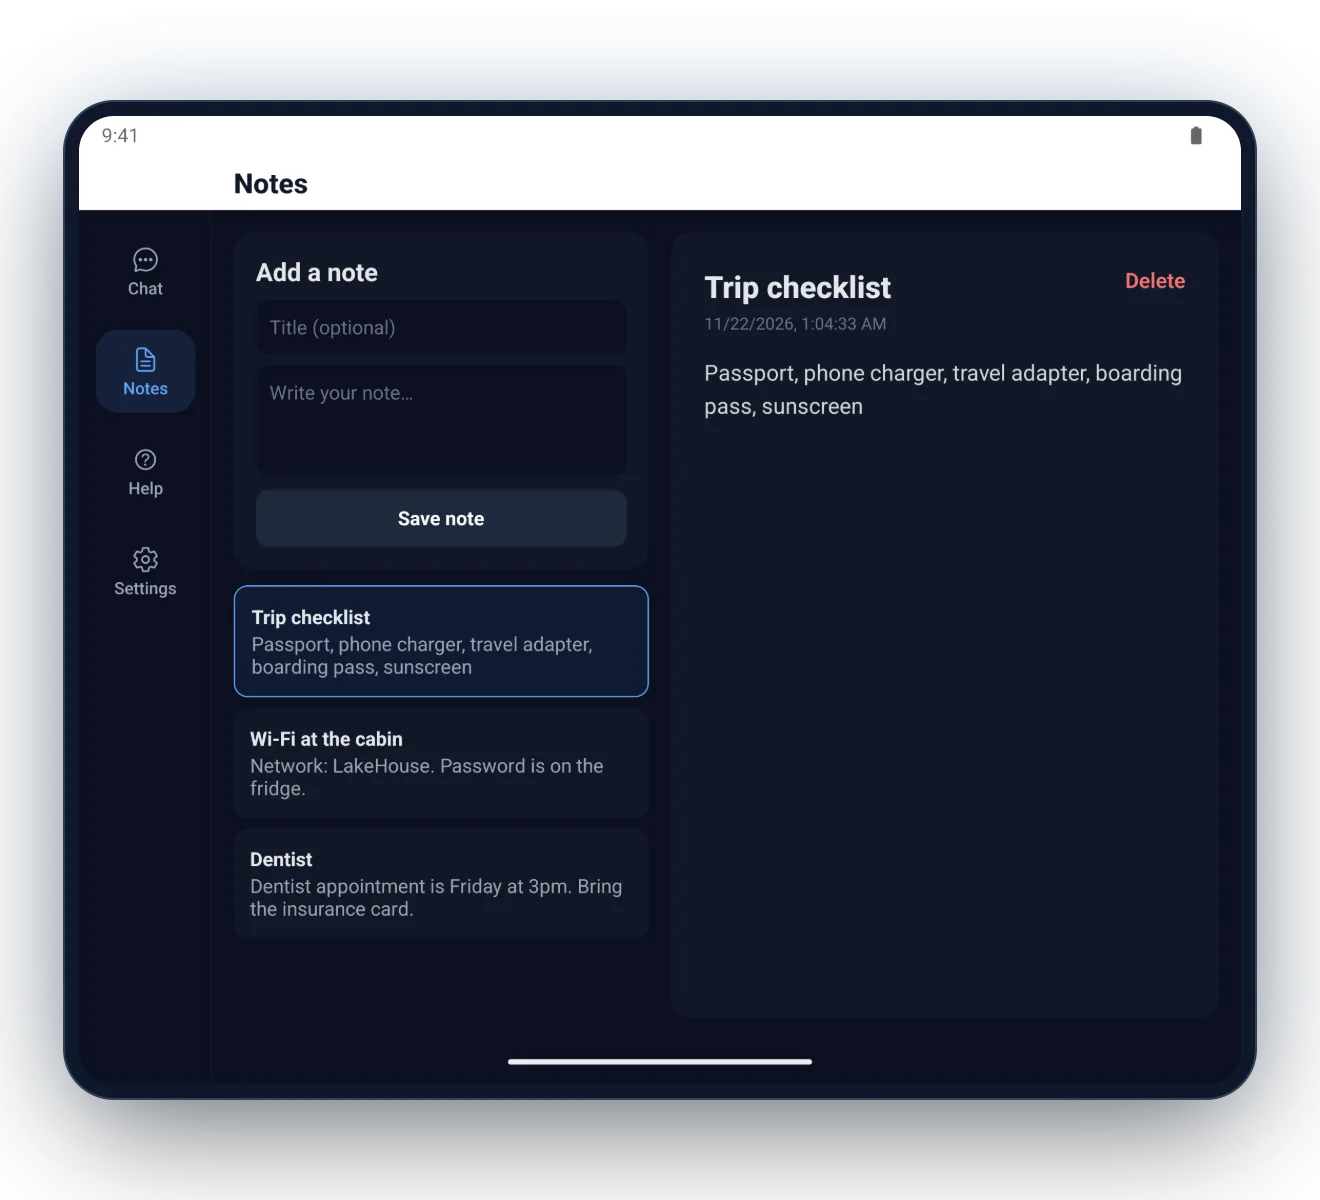 9:41
Notes
Chat
Notes
Help
Settings
Add a note
Title (optional)
Write your note…
Save note
Trip checklist
Passport, phone charger, travel adapter,
boarding pass, sunscreen
Wi-Fi at the cabin
Network: LakeHouse. Password is on the
fridge.
Dentist
Dentist appointment is Friday at 3pm. Bring
the insurance card.
Trip checklist
Delete
11/22/2026, 1:04:33 AM
Passport, phone charger, travel adapter, boarding
pass, sunscreen